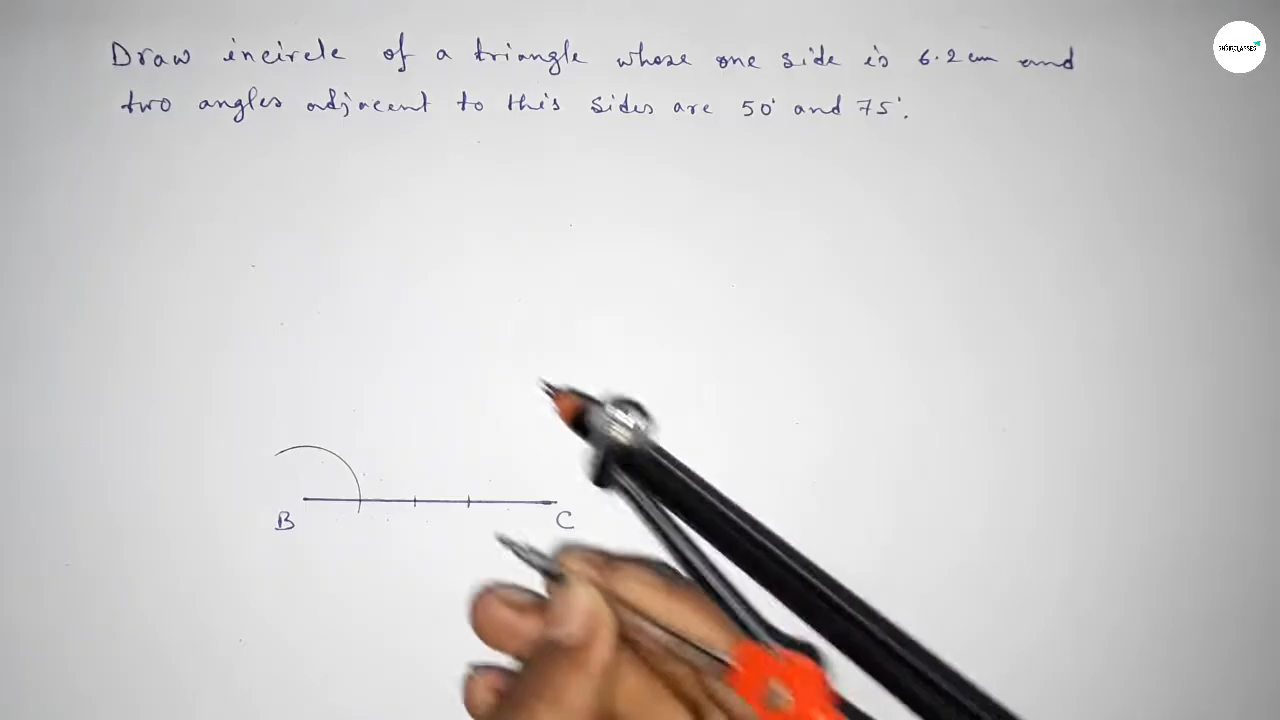 Draw incircle of a triangle whose one side is 6.2 cm and
two angles adjacent to this sides are 50° and 75°.
B
C